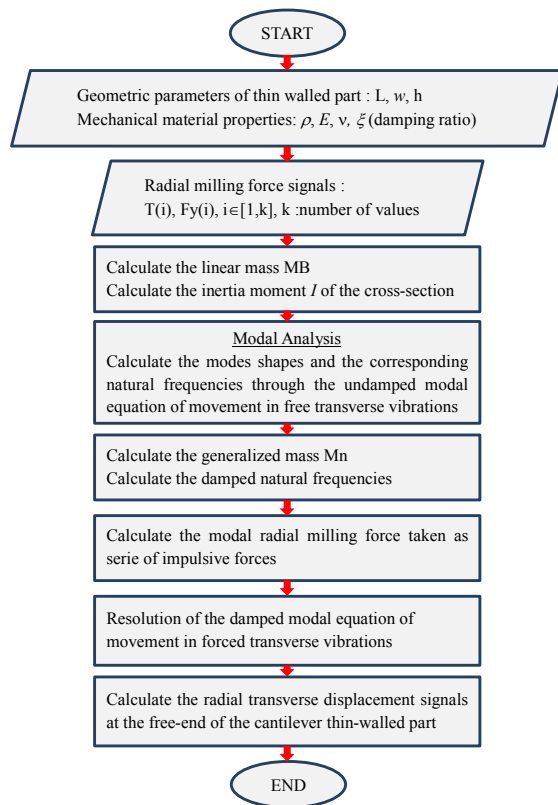 START
Geometric parameters of thin walled part : L, w, h
Mechanical material properties: ρ, E, ν, ξ (damping ratio)
Radial milling force signals :
T(i), Fy(i), i∈[1,k], k :number of values
Calculate the linear mass MB
Calculate the inertia moment I of the cross-section
Modal Analysis
Calculate the modes shapes and the corresponding
natural frequencies through the undamped modal
equation of movement in free transverse vibrations
Calculate the generalized mass Mn
Calculate the damped natural frequencies
Calculate the modal radial milling force taken as
serie of impulsive forces
Resolution of the damped modal equation of
movement in forced transverse vibrations
Calculate the radial transverse displacement signals
at the free-end of the cantilever thin-walled part
END